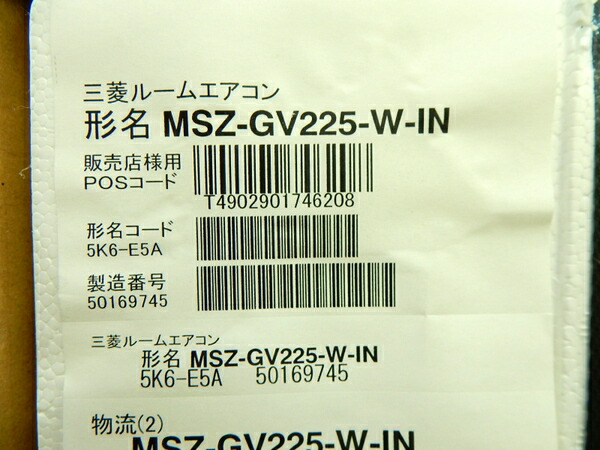 三菱ルームエアコン
形名 MSZ-GV225-W-IN
販売店様用
POSコード
T4902901746208
形名コード
5K6-E5A
製造番号
50169745
三菱ルームエアコン
形名 MSZ-GV225-W-IN
5K6-E5A 50169745
物流(2)
MSZ-GV225-W-IN